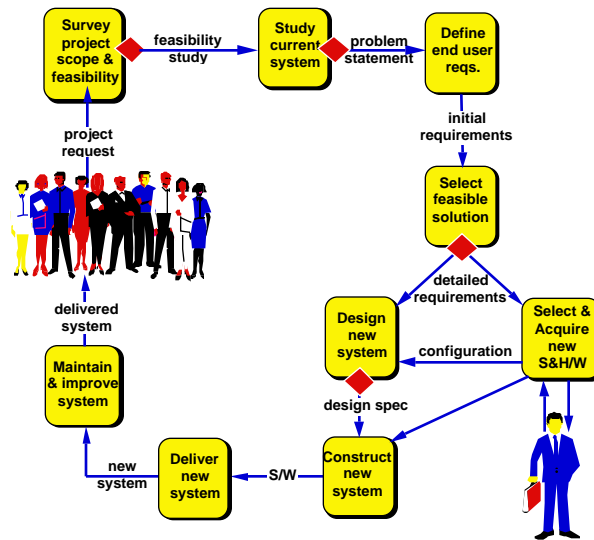 Survey
project
scope &
feasibility
feasibility
study
Study
current
system
problem
statement
Define
end user
reqs.
initial
requirements
project
request
Select
feasible
solution
detailed
requirements
delivered
system
Design
new
system
configuration
Select &
Acquire
new
S&H/W
Maintain
& improve
system
design spec
new
system
Deliver
new
system
S/W
Construct
new
system